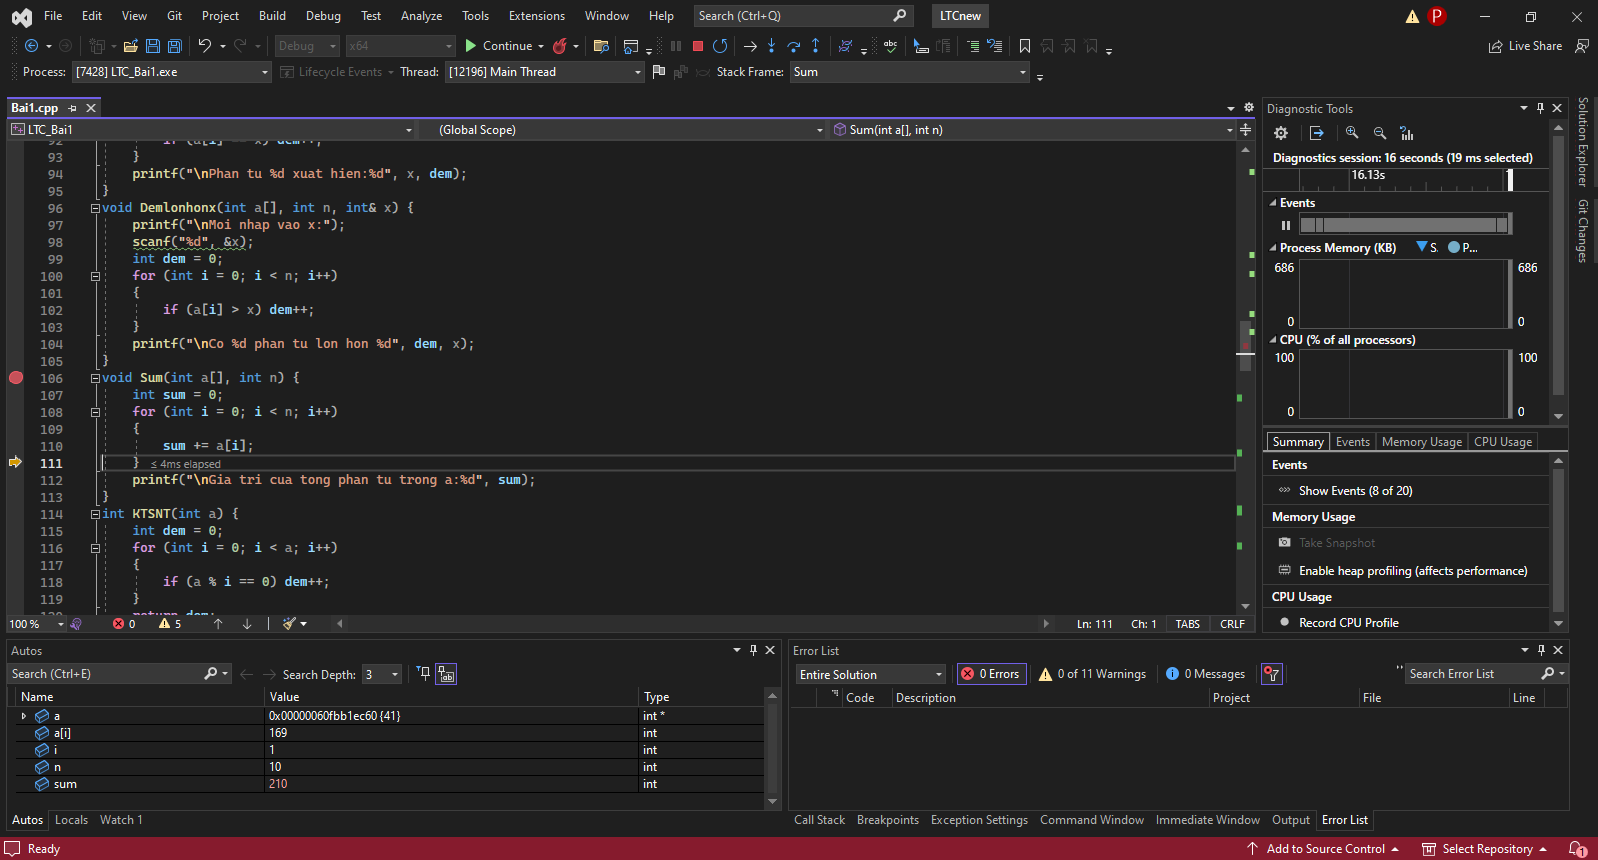 File Edit View Git Project Build Debug Test Analyze Tools Extensions Window Help Search (Ctrl+Q) LTCnew P
Debug x64 Continue abc Live Share
Process: [7428] LTC_Bai1.exe Lifecycle Events Thread: [12196] Main Thread Stack Frame: Sum
Bai1.cpp
LTC_Bai1 (Global Scope) Sum(int a[], int n)
92 if (a[i] == x) dem++;
93 }
94 printf("\nPhan tu %d xuat hien:%d", x, dem);
95 }
96 void Demlonhonx(int a[], int n, int& x) {
97 printf("\nMoi nhap vao x:");
98 scanf("%d", &x);
99 int dem = 0;
100 for (int i = 0; i < n; i++)
101 {
102 if (a[i] > x) dem++;
103 }
104 printf("\nCo %d phan tu lon hon %d", dem, x);
105 }
106 void Sum(int a[], int n) {
107 int sum = 0;
108 for (int i = 0; i < n; i++)
109 {
110 sum += a[i];
111 } ≤ 4ms elapsed
112 printf("\nGia tri cua tong phan tu trong a:%d", sum);
113 }
114 int KTSNT(int a) {
115 int dem = 0;
116 for (int i = 0; i < a; i++)
117 {
118 if (a % i == 0) dem++;
119 }
120 return dem;
100 % 0 5 Ln: 111 Ch: 1 TABS CRLF
Diagnostic Tools
Diagnostics session: 16 seconds (19 ms selected)
16.13s
Events
Process Memory (KB) S. P...
686 686
0 0
CPU (% of all processors)
100 100
0 0
Summary Events Memory Usage CPU Usage
Events
Show Events (8 of 20)
Memory Usage
Take Snapshot
Enable heap profiling (affects performance)
CPU Usage
Record CPU Profile
Solution Explorer
Git Changes
Autos
Search (Ctrl+E) Search Depth: 3
Name Value Type
a 0x00000060fbb1ec60 {41} int *
a[i] 169 int
i 1 int
n 10 int
sum 210 int
Autos Locals Watch 1
Error List
Entire Solution 0 Errors 0 of 11 Warnings 0 Messages Search Error List
Code Description Project File Line
Call Stack Breakpoints Exception Settings Command Window Immediate Window Output Error List
Ready Add to Source Control Select Repository 1